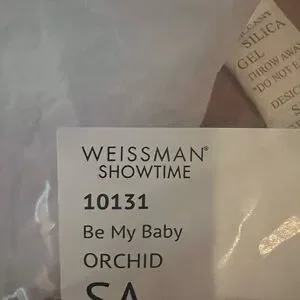 SILICA
GEL
THROW AWAY
"DO NOT E
WEISSMAN®
SHOWTIME
10131
Be My Baby
ORCHID
SA